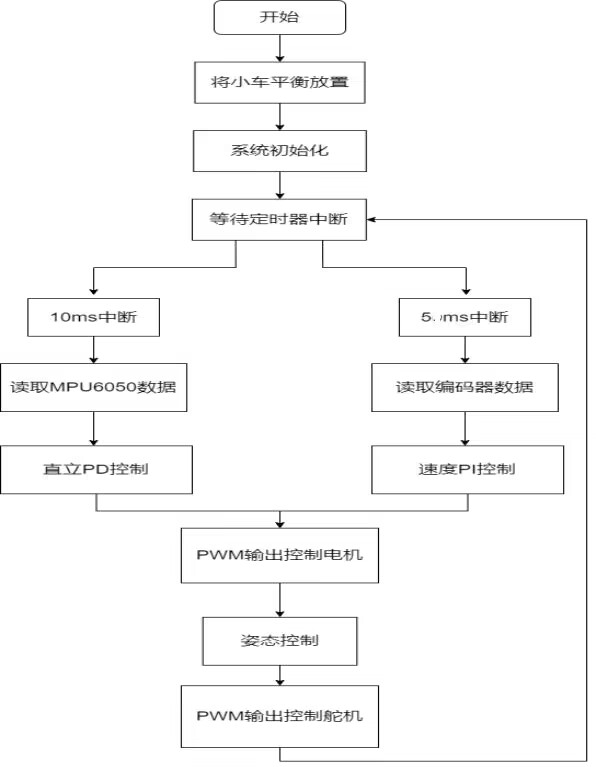 开始
将小车平衡放置
系统初始化
等待定时器中断
10ms中断
读取MPU6050数据
直立PD控制
ms中断
读取编码器数据
速度PI控制
PWM输出控制电机
姿态控制
PWM输出控制舵机